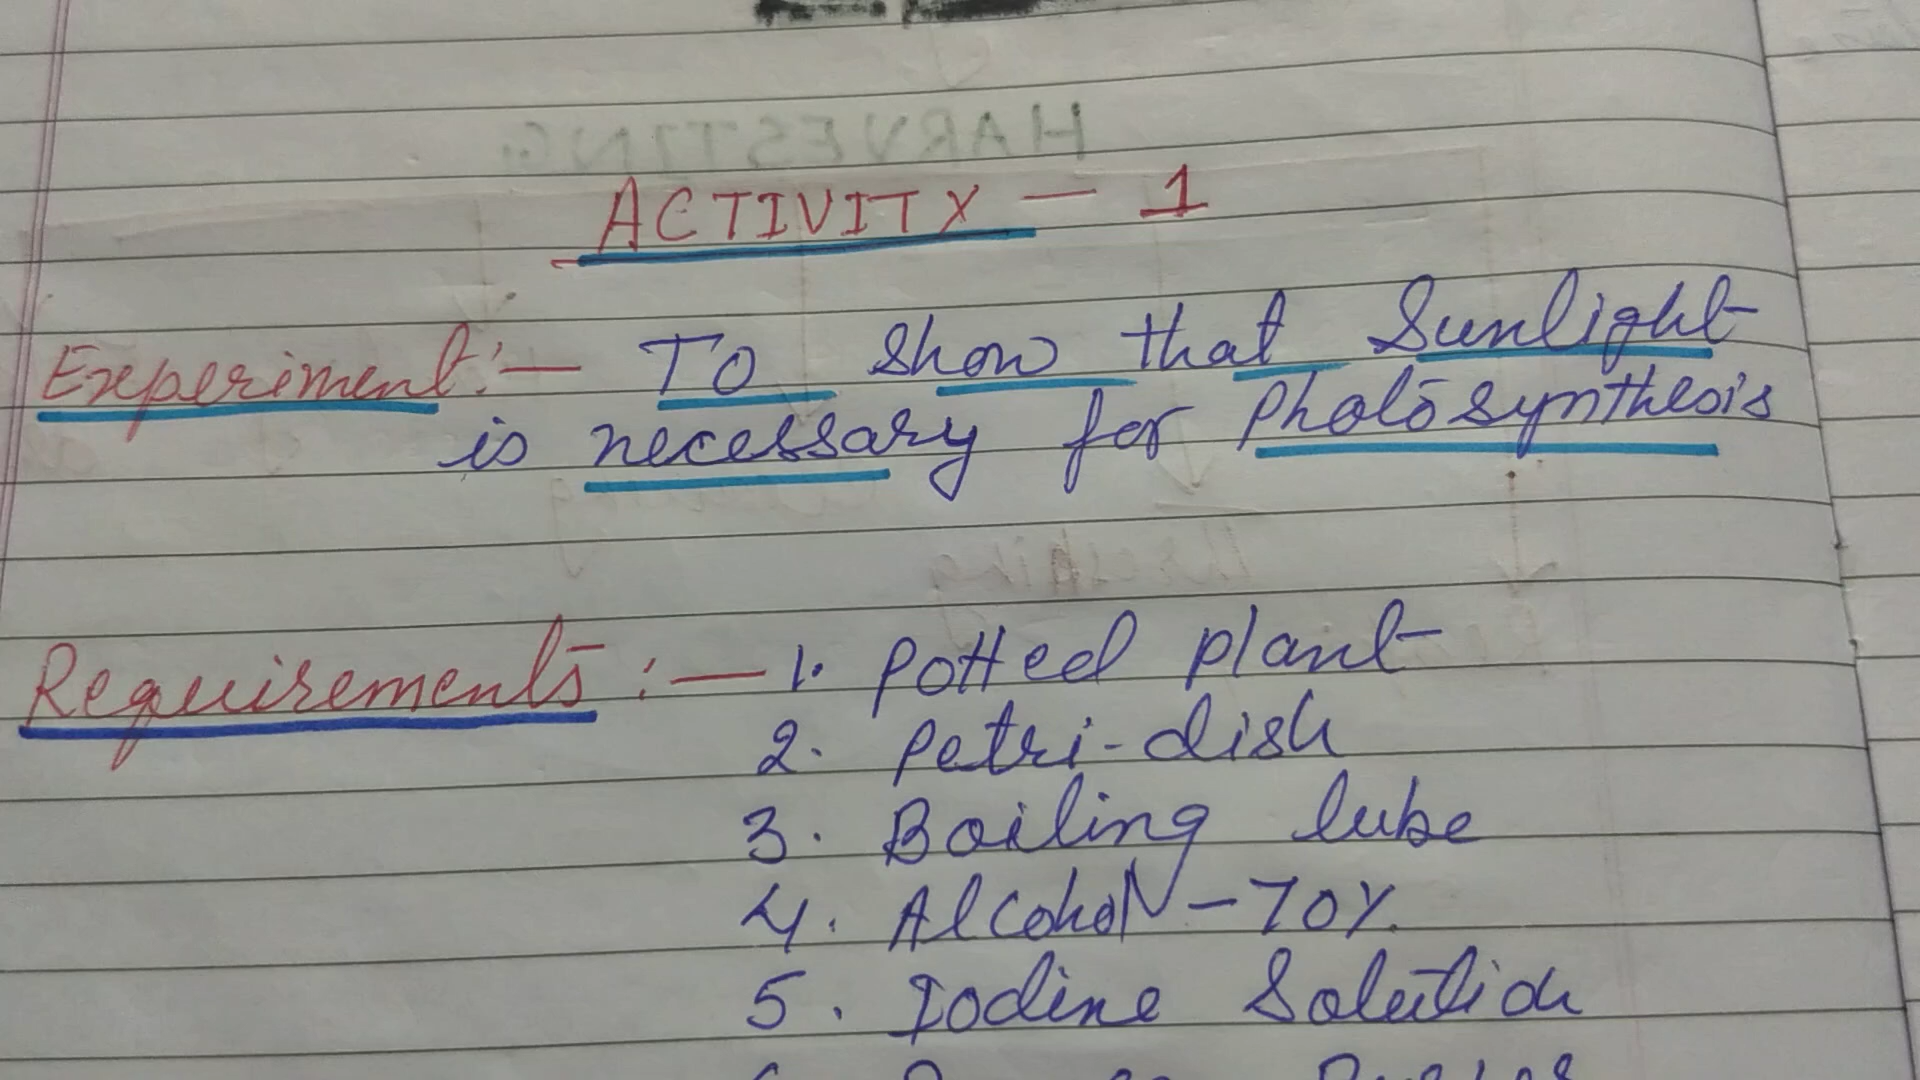 ACTIVITY - 1
Experiment:- To show that Sunlight
is necessary for photosynthesis
Requirements :- 1. Potted plant
2. Petri-dish
3. Boiling tube
4. Alcohol - 70%
5. Iodine Solution